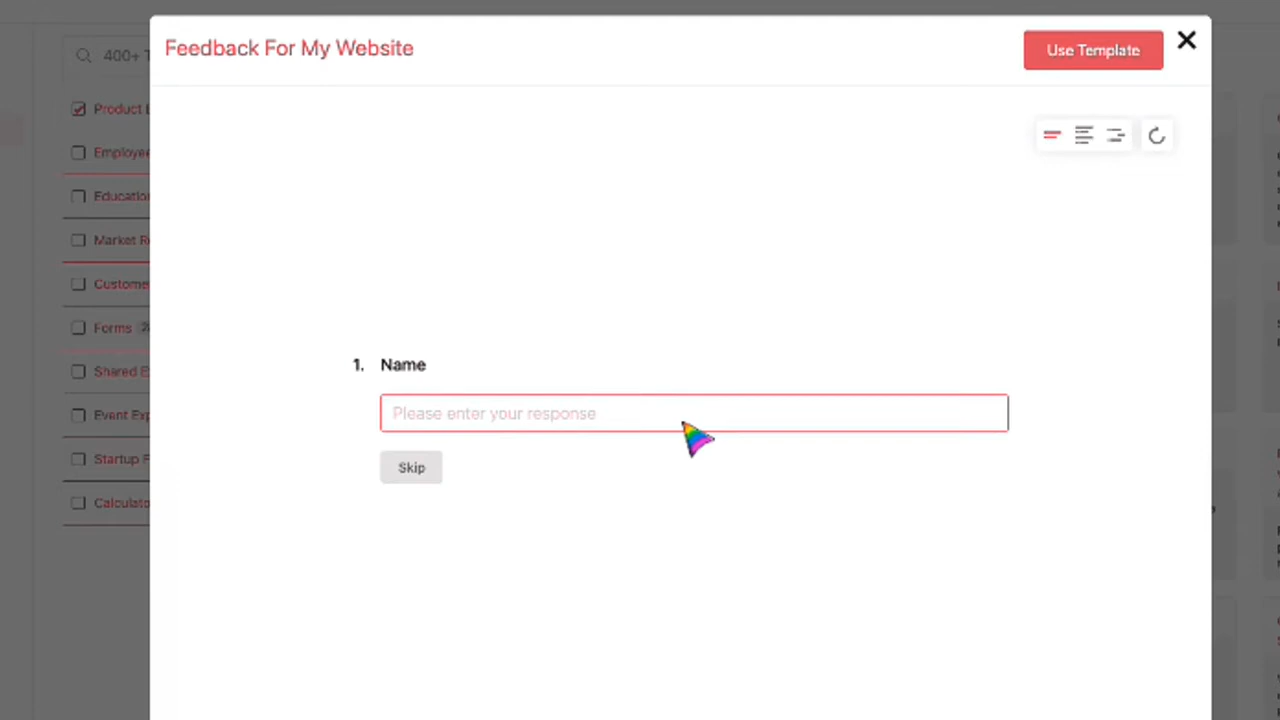 Feedback For My Website
Use Template
400+
Product
Employee
Education
Market
Custome
Forms
Shared
Event Exp
Startup F
Calculato
1. Name
Please enter your response
Skip